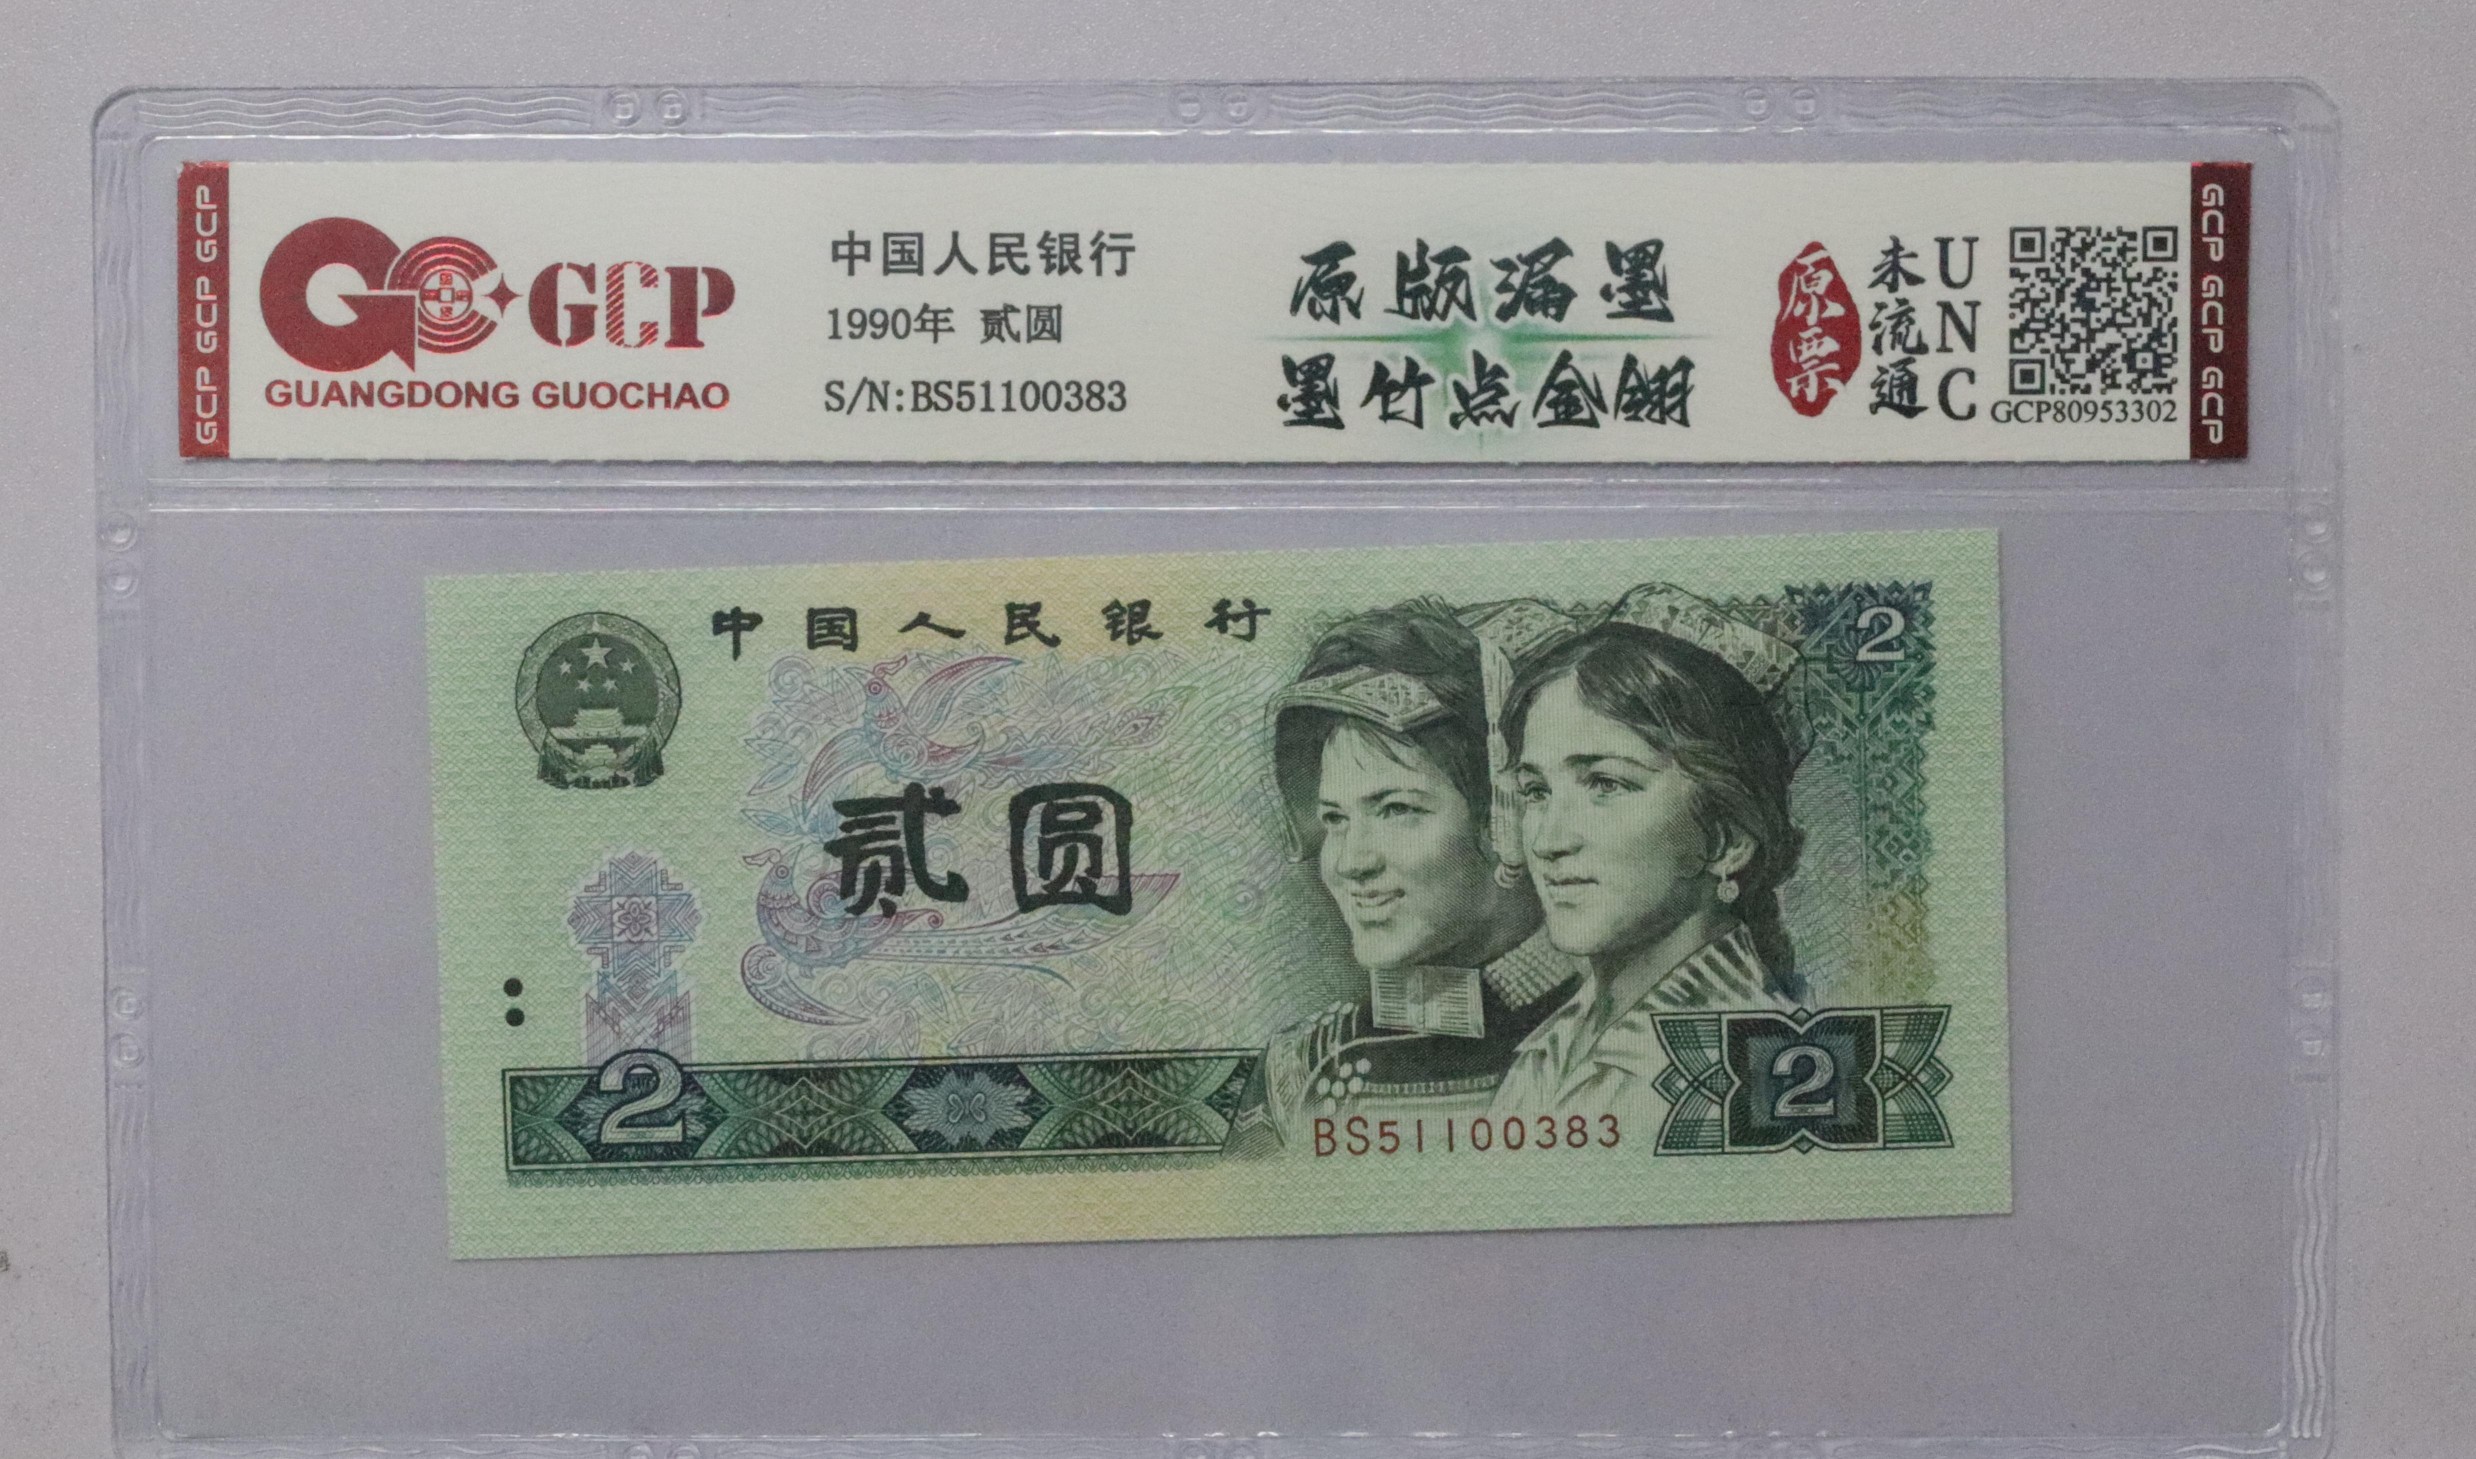 GCP GCP GCP
GCP
GUANGDONG GUOCHAO
中国人民银行
1990年 贰圆
S/N:BS51100383
原版漏墨
墨竹点金翎
原票
未流通
UNC
GCP80953302
GCP GCP GCP
中国人民银行
2
贰圆
2
BS51100383
2